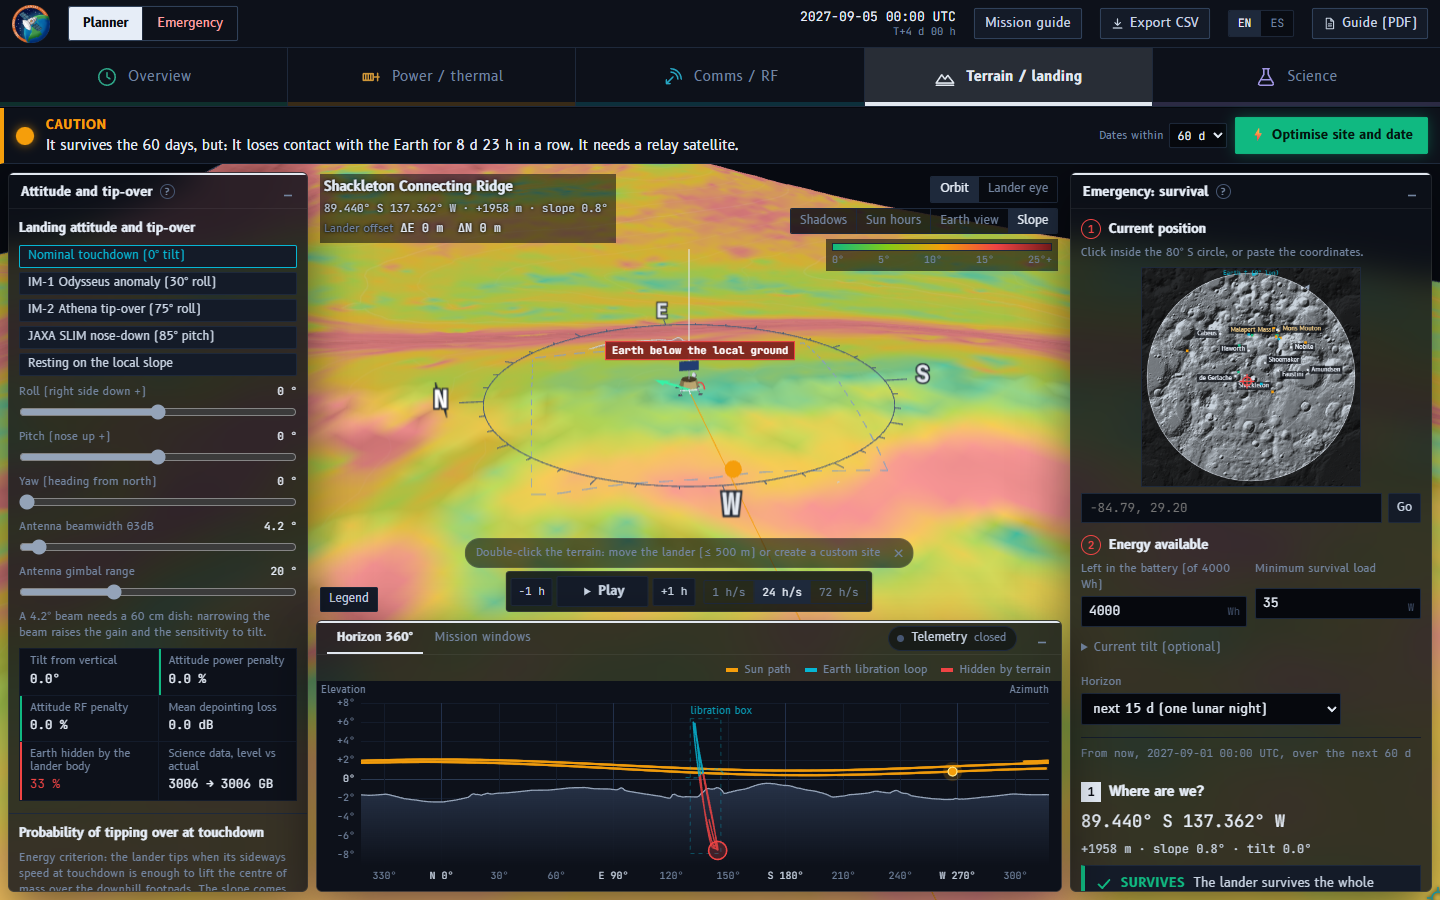 Planner
Emergency
2027-09-05 00:00 UTC
T+4 d 00 h
Mission guide
Export CSV
EN ES
Guide (PDF)
Overview
Power / thermal
Comms / RF
Terrain / landing
Science
CAUTION
It survives the 60 days, but: It loses contact with the Earth for 8 d 23 h in a row. It needs a relay satellite.
Dates within
60 d
Optimise site and date
Attitude and tip-over ?
Landing attitude and tip-over
Nominal touchdown (0° tilt)
IM-1 Odysseus anomaly (30° roll)
IM-2 Athena tip-over (75° roll)
JAXA SLIM nose-down (85° pitch)
Resting on the local slope
Roll (right side down +) 0 °
Pitch (nose up +) 0 °
Yaw (heading from north) 0 °
Antenna beamwidth θ3dB 4.2 °
Antenna gimbal range 20 °
A 4.2° beam needs a 60 cm dish: narrowing the
beam raises the gain and the sensitivity to tilt.
Tilt from vertical
0.0°
Attitude power penalty
0.0 %
Attitude RF penalty
0.0 %
Mean depointing loss
0.0 dB
Earth hidden by the
lander body
33 %
Science data, level vs
actual
3006 → 3006 GB
Probability of tipping over at touchdown
Energy criterion: the lander tips when its sideways
speed at touchdown is enough to lift the centre of
mass over the downhill footpads. The slope comes
Shackleton Connecting Ridge
89.440° S 137.362° W · +1958 m · slope 0.8°
Lander offset ΔE 0 m ΔN 0 m
Orbit
Lander eye
Shadows
Sun hours
Earth view
Slope
0° 5° 10° 15° 25°+
E
Earth below the local ground
N
S
W
Double-click the terrain: move the lander (≤ 500 m) or create a custom site
Legend
-1 h
Play
+1 h
1 h/s
24 h/s
72 h/s
Horizon 360°
Mission windows
Telemetry closed
Sun path
Earth libration loop
Hidden by terrain
Elevation
Azimuth
libration box
+8°
+6°
+4°
+2°
0°
-2°
-4°
-6°
-8°
330° N 0° 30° 60° E 90° 120° 150° S 180° 210° 240° W 270° 300°
Emergency: survival ?
1 Current position
Click inside the 80° S circle, or paste the coordinates.
Cabeus
Malapert Massif
Mons Mouton
Haworth
Nobile
Shoemaker
de Gerlache
Faustini
Amundsen
Shackleton
-84.79, 29.20
Go
2 Energy available
Left in the battery (of 4000
Wh)
4000 Wh
Minimum survival load
35 W
Current tilt (optional)
Horizon
next 15 d (one lunar night)
From now, 2027-09-01 00:00 UTC, over the next 60 d
1 Where are we?
89.440° S 137.362° W
+1958 m · slope 0.8° · tilt 0.0°
SURVIVES The lander survives the whole